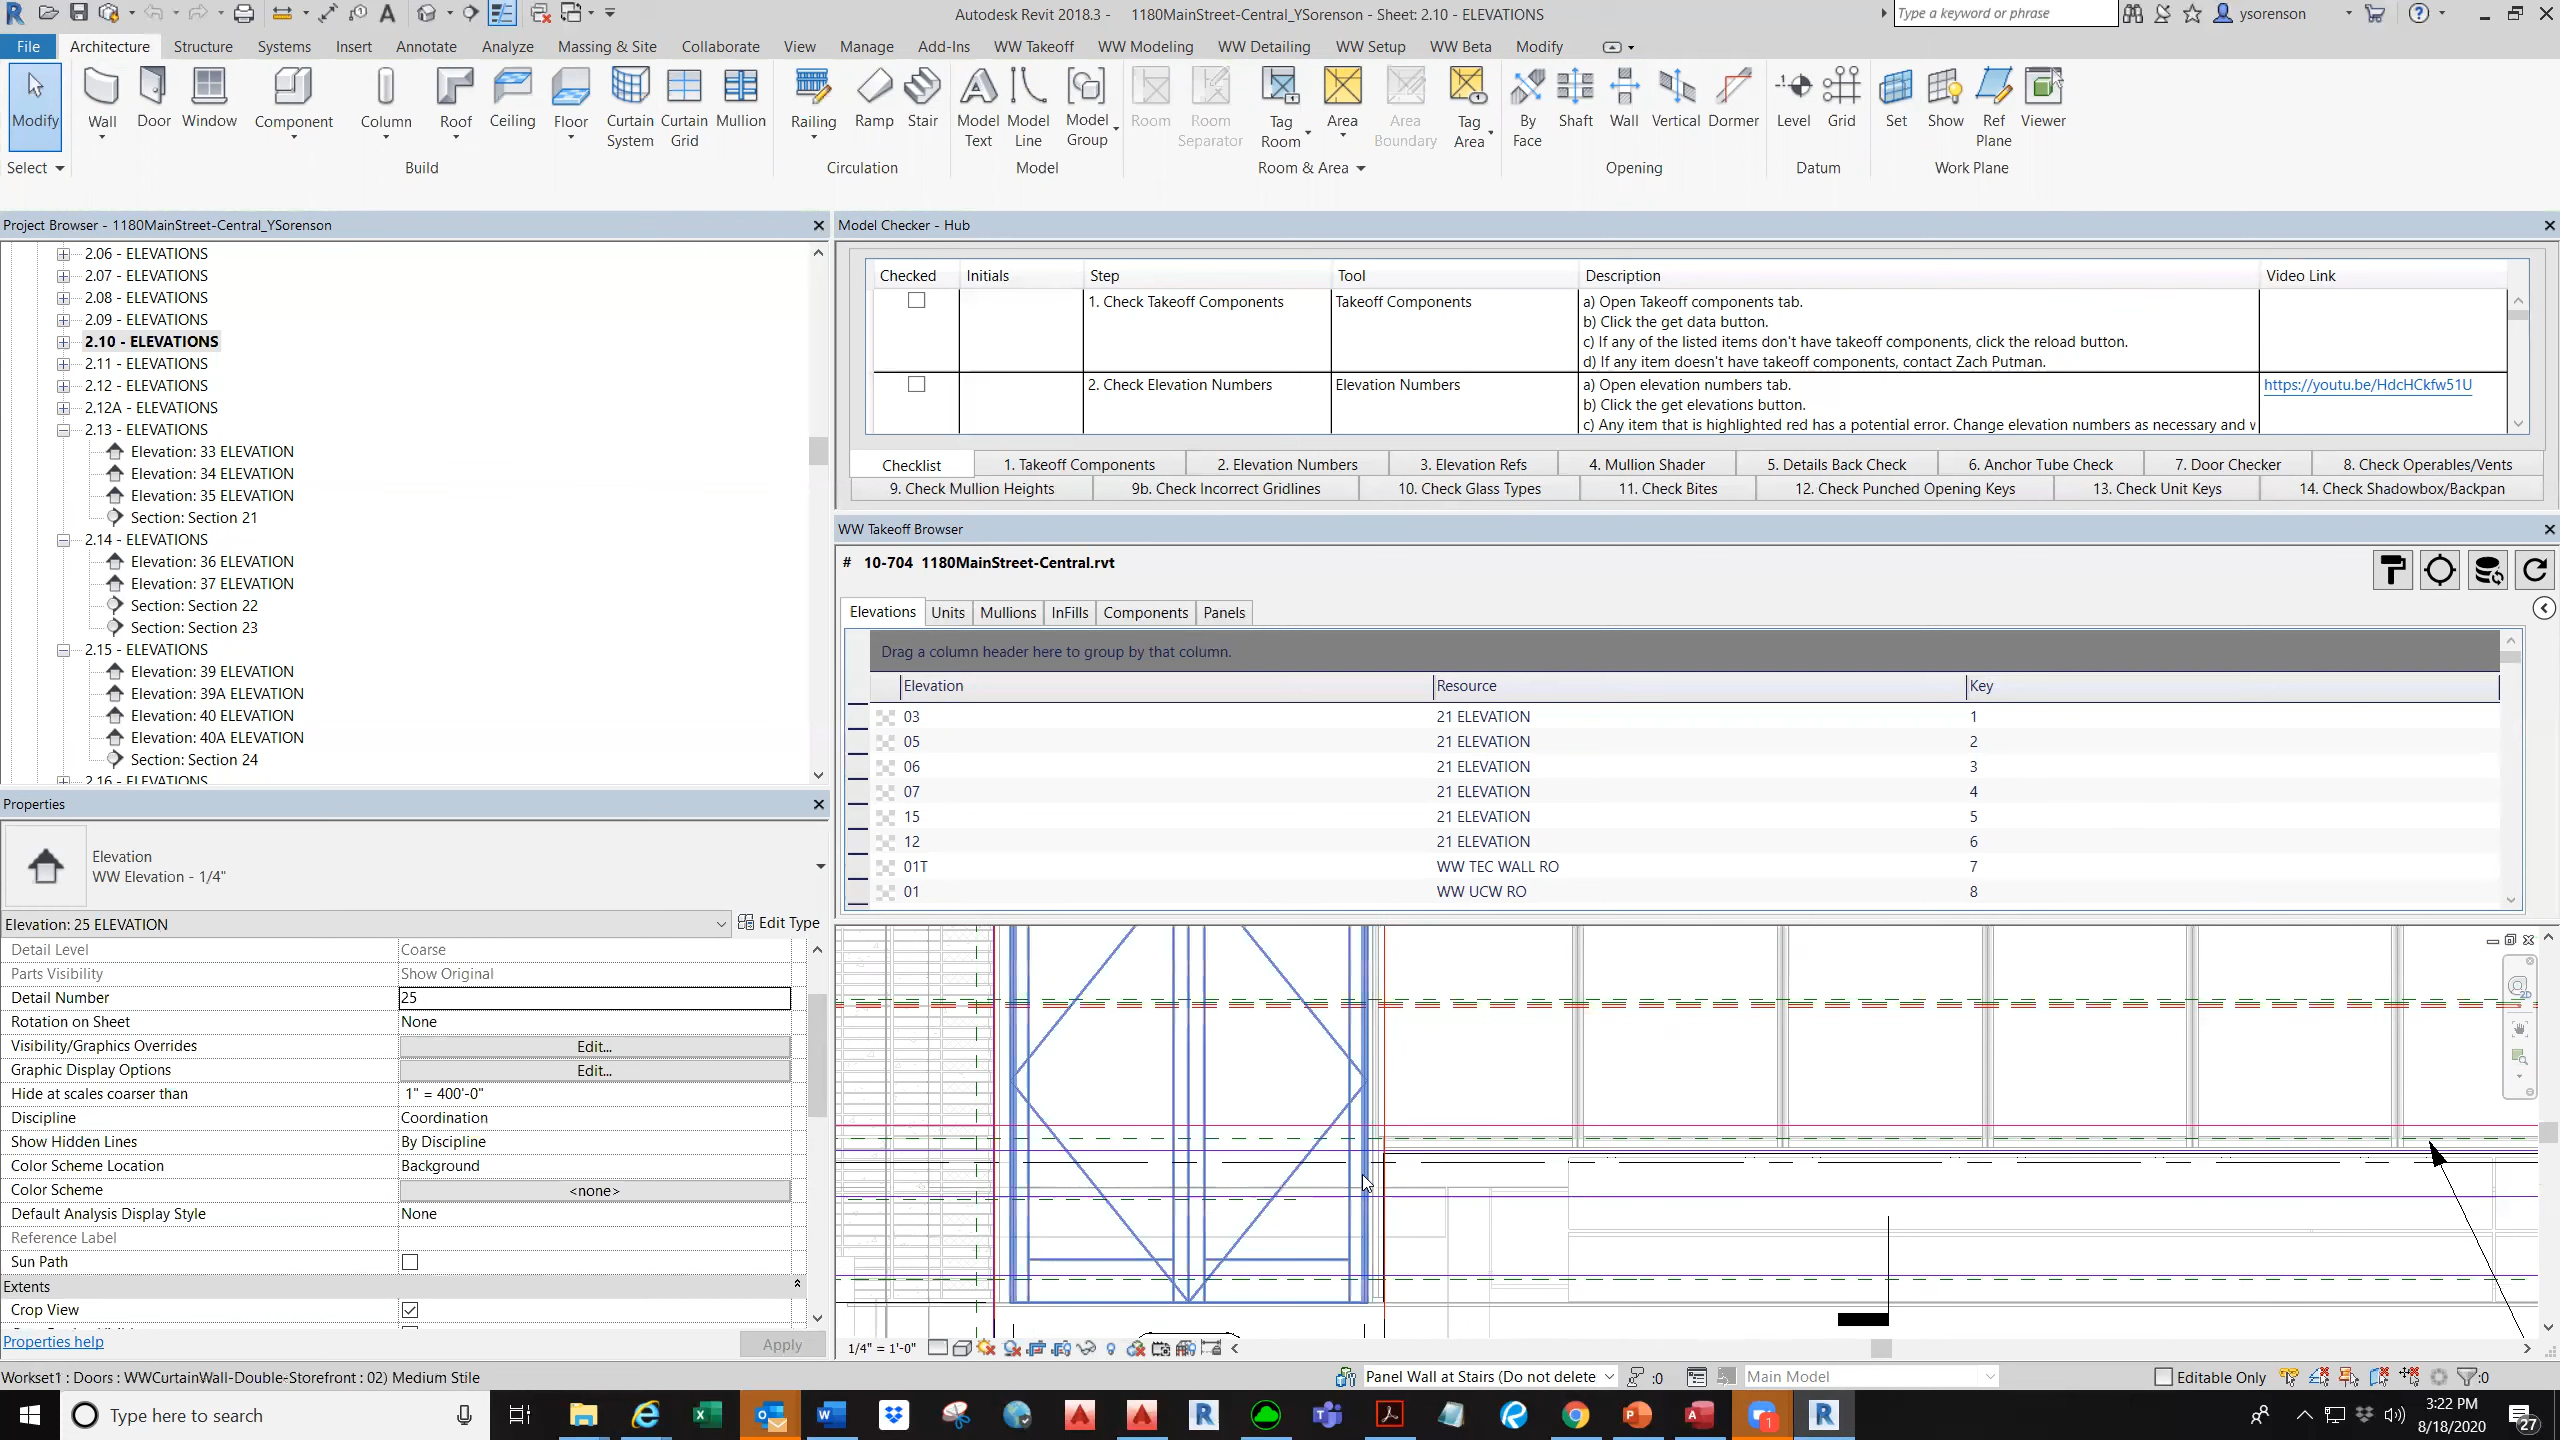 Autodesk Revit 2018.3 - 1180MainStreet-Central_YSorenson - Sheet: 2.10 - ELEVATIONS
Type a keyword or phrase
ysorenson
File Architecture Structure Systems Insert Annotate Analyze Massing & Site Collaborate View Manage Add-Ins WW Takeoff WW Modeling WW Detailing WW Setup WW Beta Modify
Modify Wall Door Window Component Column Roof Ceiling Floor Curtain System Curtain Grid Mullion Railing Ramp Stair Model Text Model Line Model Group Room Room Separator Tag Room Area Area Boundary Tag Area By Face Shaft Wall Vertical Dormer Level Grid Set Show Ref Plane Viewer
Select Build Circulation Model Room & Area Opening Datum Work Plane
Project Browser - 1180MainStreet-Central_YSorenson
2.06 - ELEVATIONS
2.07 - ELEVATIONS
2.08 - ELEVATIONS
2.09 - ELEVATIONS
2.10 - ELEVATIONS
2.11 - ELEVATIONS
2.12 - ELEVATIONS
2.12A - ELEVATIONS
2.13 - ELEVATIONS
Elevation: 33 ELEVATION
Elevation: 34 ELEVATION
Elevation: 35 ELEVATION
Section: Section 21
2.14 - ELEVATIONS
Elevation: 36 ELEVATION
Elevation: 37 ELEVATION
Section: Section 22
Section: Section 23
2.15 - ELEVATIONS
Elevation: 39 ELEVATION
Elevation: 39A ELEVATION
Elevation: 40 ELEVATION
Elevation: 40A ELEVATION
Section: Section 24
2.16 - ELEVATIONS
Properties
Elevation
WW Elevation - 1/4"
Elevation: 25 ELEVATION Edit Type
Detail Level Coarse
Parts Visibility Show Original
Detail Number 25
Rotation on Sheet None
Visibility/Graphics Overrides Edit...
Graphic Display Options Edit...
Hide at scales coarser than 1" = 400'-0"
Discipline Coordination
Show Hidden Lines By Discipline
Color Scheme Location Background
Color Scheme <none>
Default Analysis Display Style None
Reference Label
Sun Path
Extents
Crop View
Properties help Apply
Model Checker - Hub
Checked Initials Step Tool Description Video Link
1. Check Takeoff Components Takeoff Components a) Open Takeoff components tab.
b) Click the get data button.
c) If any of the listed items don't have takeoff components, click the reload button.
d) If any item doesn't have takeoff components, contact Zach Putman.
2. Check Elevation Numbers Elevation Numbers a) Open elevation numbers tab. https://youtu.be/HdcHCkfw51U
b) Click the get elevations button.
c) Any item that is highlighted red has a potential error. Change elevation numbers as necessary and
Checklist 1. Takeoff Components 2. Elevation Numbers 3. Elevation Refs 4. Mullion Shader 5. Details Back Check 6. Anchor Tube Check 7. Door Checker 8. Check Operables/Vents
9. Check Mullion Heights 9b. Check Incorrect Gridlines 10. Check Glass Types 11. Check Bites 12. Check Punched Opening Keys 13. Check Unit Keys 14. Check Shadowbox/Backpan
WW Takeoff Browser
# 10-704 1180MainStreet-Central.rvt
Elevations Units Mullions InFills Components Panels
Drag a column header here to group by that column.
Elevation Resource Key
03 21 ELEVATION 1
05 21 ELEVATION 2
06 21 ELEVATION 3
07 21 ELEVATION 4
15 21 ELEVATION 5
12 21 ELEVATION 6
01T WW TEC WALL RO 7
01 WW UCW RO 8
2D
1/4" = 1'-0"
Workset1 : Doors : WWCurtainWall-Double-Storefront : 02) Medium Stile
Panel Wall at Stairs (Do not delete :0 Main Model Editable Only :0
Type here to search
1
3:22 PM
8/18/2020
27